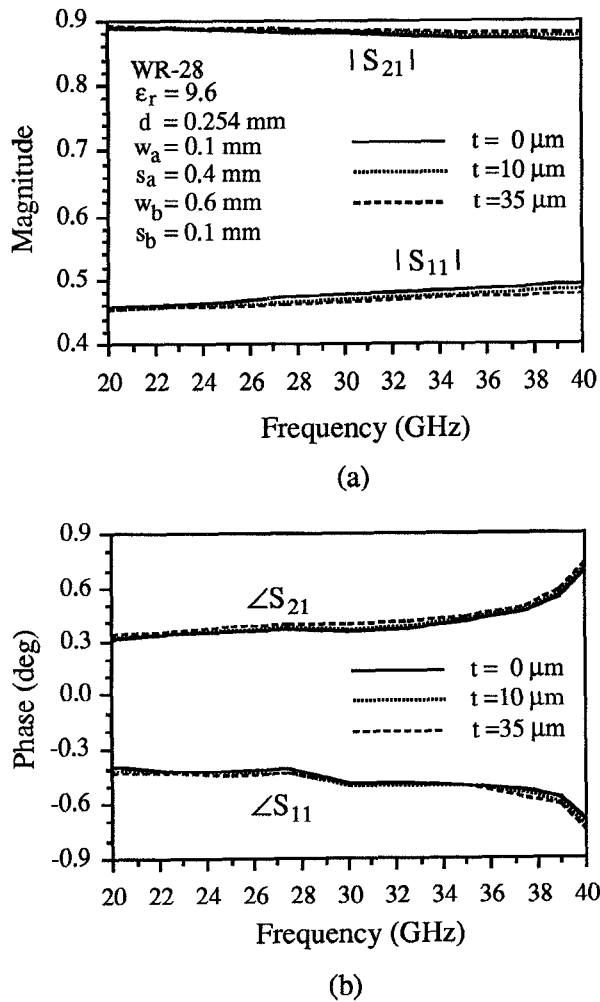 0.9
|S21|
WR-28
εr = 9.6
d = 0.254 mm
wa = 0.1 mm
sa = 0.4 mm
wb = 0.6 mm
sb = 0.1 mm
t = 0 μm
t = 10 μm
t = 35 μm
0.8
0.7
0.6
0.5
0.4
Magnitude
|S11|
20 22 24 26 28 30 32 34 36 38 40
Frequency (GHz)
(a)
0.9
0.6
0.3
0.0
-0.3
-0.6
-0.9
Phase (deg)
∠S21
t = 0 μm
t = 10 μm
t = 35 μm
∠S11
20 22 24 26 28 30 32 34 36 38 40
Frequency (GHz)
(b)